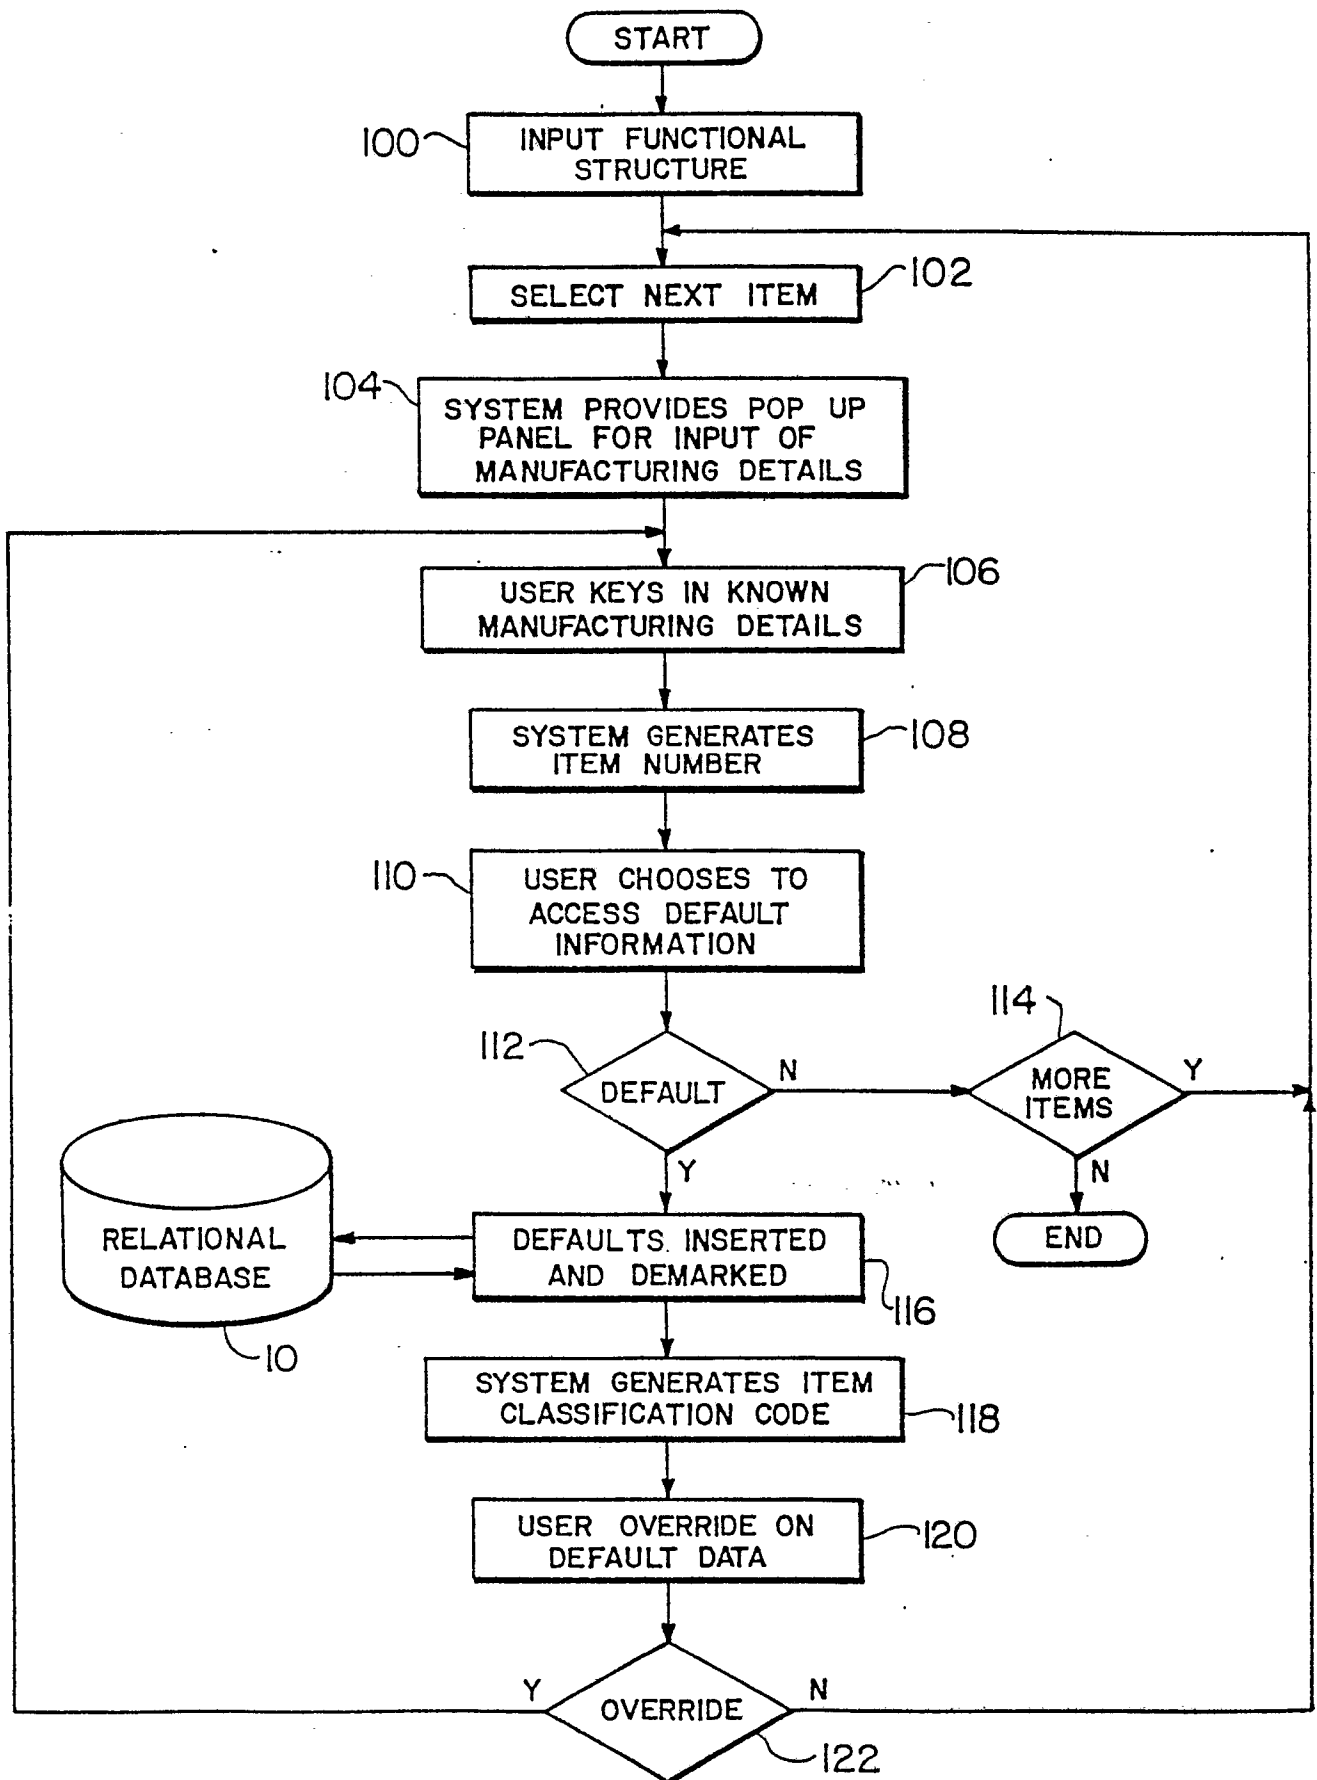 START
100
INPUT FUNCTIONAL
STRUCTURE
102
SELECT NEXT ITEM
104
SYSTEM PROVIDES POP UP
PANEL FOR INPUT OF
MANUFACTURING DETAILS
106
USER KEYS IN KNOWN
MANUFACTURING DETAILS
108
SYSTEM GENERATES
ITEM NUMBER
110
USER CHOOSES TO
ACCESS DEFAULT
INFORMATION
112
DEFAULT
N
Y
114
MORE
ITEMS
Y
N
END
RELATIONAL
DATABASE
10
DEFAULTS INSERTED
AND DEMARKED
116
SYSTEM GENERATES ITEM
CLASSIFICATION CODE
118
USER OVERRIDE ON
DEFAULT DATA
120
Y
OVERRIDE
N
122